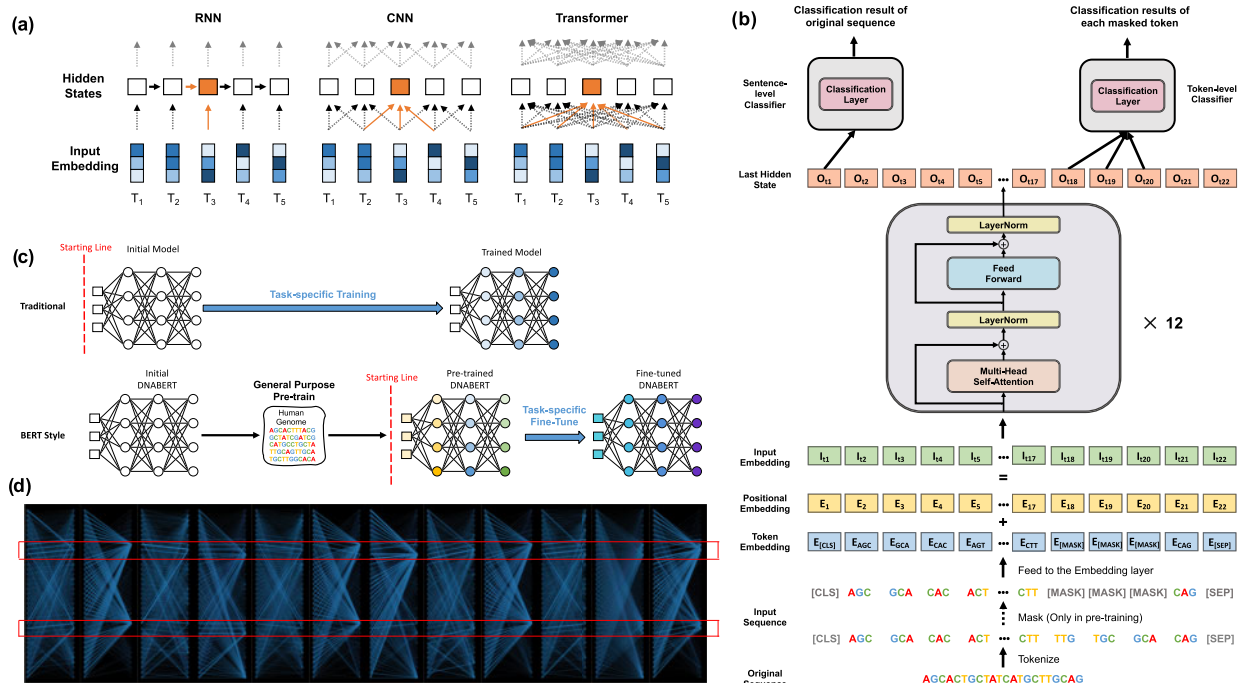 (a)
RNN
CNN
Transformer
Hidden
States
Input
Embedding
T1 T2 T3 T4 T5
T1 T2 T3 T4 T5
T1 T2 T3 T4 T5
(c)
Starting Line
Initial Model
Trained Model
Traditional
Task-specific Training
Initial
DNABERT
General Purpose
Pre-train
Starting Line
Pre-trained
DNABERT
Fine-tuned DNABERT
BERT Style
Human
Genome
AGCACTTTACG
GCTATCGATCG
CATGCCTGCTA
TTGCAGTTGCA
TGCTTGGCACA
Task-specific
Fine-Tune
(d)
(b)
Classification result of
original sequence
Classification results of
each masked token
Sentence-
level
Classifier
Classification
Layer
Classification
Layer
Token-level
Classifier
Last Hidden
State
Ot1 Ot2 Ot3 Ot4 Ot5 ••• Ot17 Ot18 Ot19 Ot20 Ot21 Ot22
LayerNorm
+
Feed
Forward
LayerNorm
+
Multi-Head
Self-Attention
× 12
Input
Embedding
It1 It2 It3 It4 It5 ••• It17 It18 It19 It20 It21 It22
=
Positional
Embedding
E1 E2 E3 E4 E5 ••• E17 E18 E19 E20 E21 E22
+
Token
Embedding
E[CLS] EAGC EGCA ECAC EAGT ••• ECTT E[MASK] E[MASK] E[MASK] ECAG E[SEP]
Feed to the Embedding layer
[CLS] AGC GCA CAC ACT ••• CTT [MASK] [MASK] [MASK] CAG [SEP]
Input
Sequence
Mask (Only in pre-training)
[CLS] AGC GCA CAC ACT ••• CTT TTG TGC GCA CAG [SEP]
Tokenize
Original
Sequence
AGCACTGCTATCATGCTTGCAG